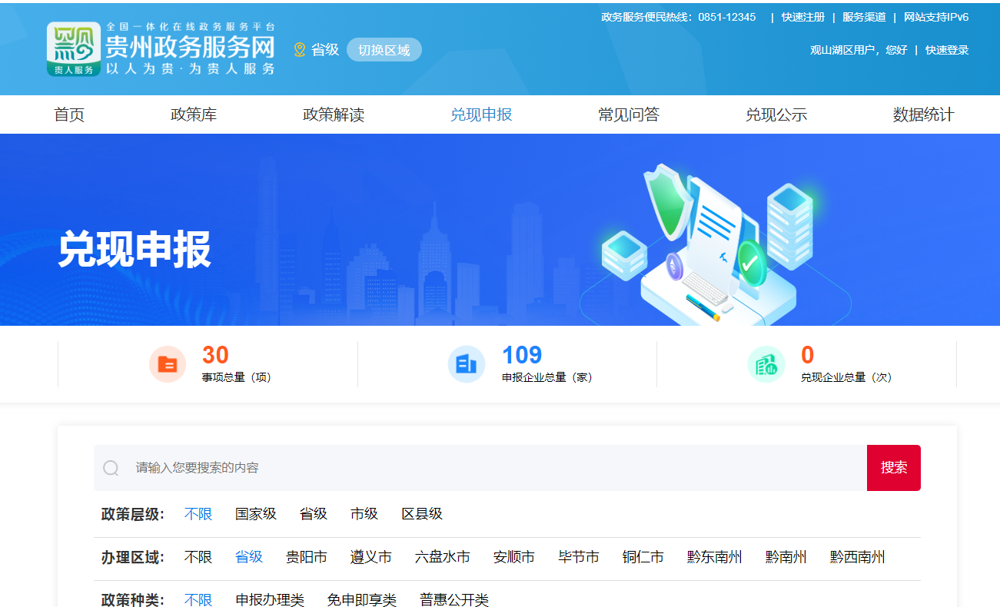 政务服务便民热线：0851-12345 | 快速注册 | 服务渠道 | 网站支持IPv6
全国一体化在线政务服务平台
贵州政务服务网
以人为贵·为贵人服务
贵人服务
省级 切换区域
观山湖区用户，您好 | 快速登录
首页 政策库 政策解读 兑现申报 常见问答 兑现公示 数据统计
兑现申报
30 109 0
事项总量（项） 申报企业总量（家） 兑现企业总量（次）
请输入您要搜索的内容 搜索
政策层级: 不限 国家级 省级 市级 区县级
办理区域: 不限 省级 贵阳市 遵义市 六盘水市 安顺市 毕节市 铜仁市 黔东南州 黔南州 黔西南州
政策种类: 不限 申报办理类 免申即享类 普惠公开类